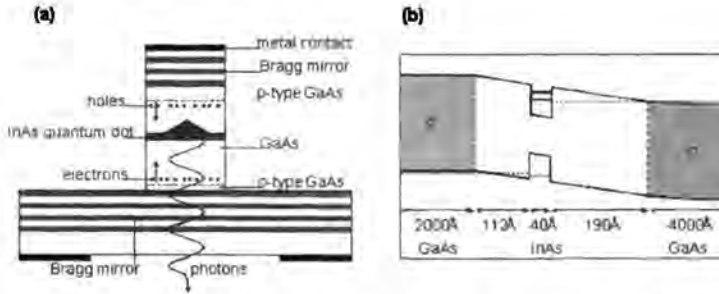 (a)
metal contact
Bragg mirror
p-type GaAs
holes
InAs quantum dot
GaAs
electrons
p-type GaAs
Bragg mirror
photons
(b)
2000Å 113Å 40Å 190Å 4000Å
GaAs InAs GaAs